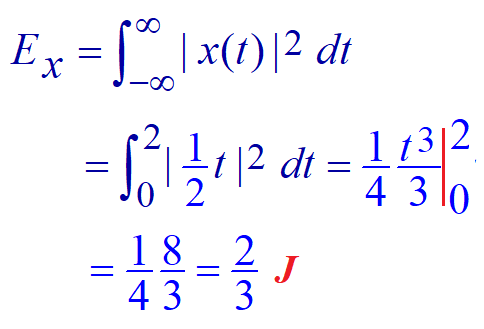 E_x = ∫_{-∞}^{∞} | x(t) |² dt
= ∫_0^2 | 1/2 t |² dt = 1/4 t³/3 |_0^2
= 1/4 8/3 = 2/3 J